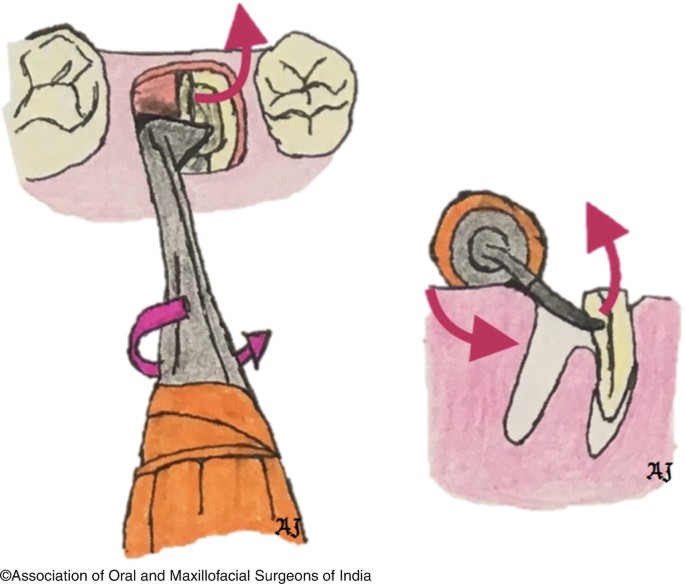 AJ
AJ
©Association of Oral and Maxillofacial Surgeons of India